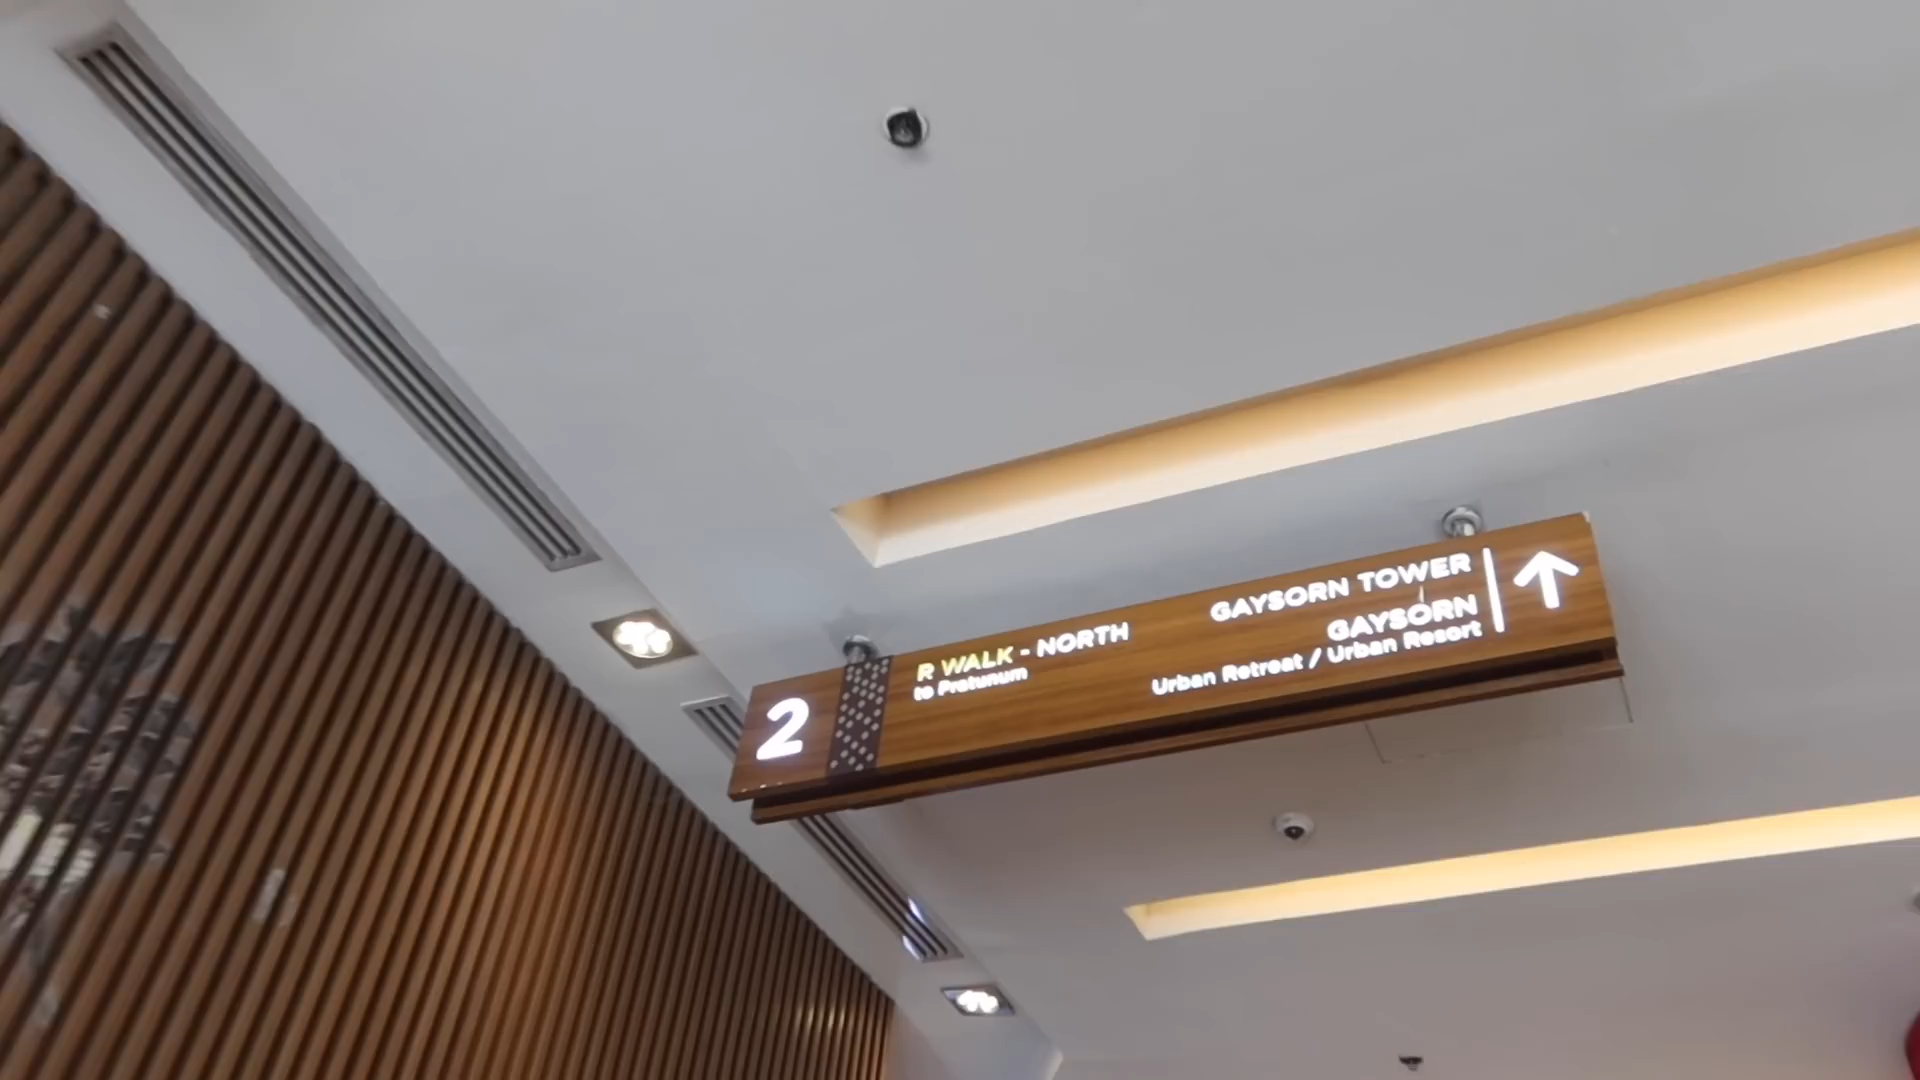 2
R WALK - NORTH
to Pratunum
GAYSORN TOWER
GAYSORN
Urban Retreat / Urban Resort